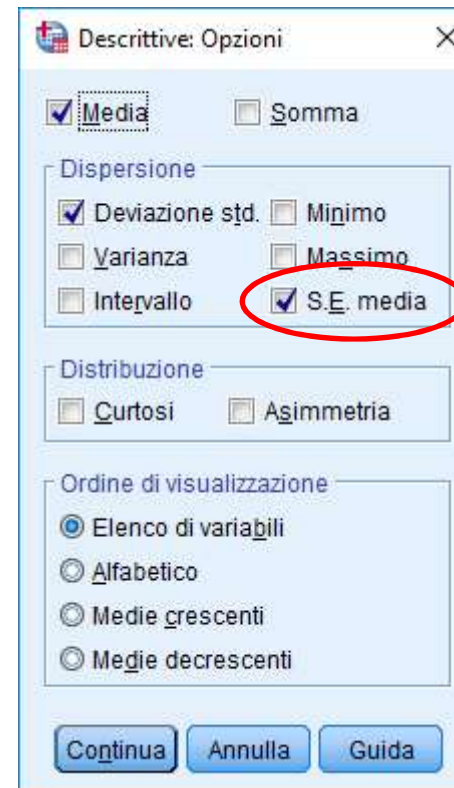 Descrittive: Opzioni
Media Somma
Dispersione
Deviazione std. Minimo
Varianza Massimo
Intervallo S.E. media
Distribuzione
Curtosi Asimmetria
Ordine di visualizzazione
Elenco di variabili
Alfabetico
Medie crescenti
Medie decrescenti
Continua Annulla Guida